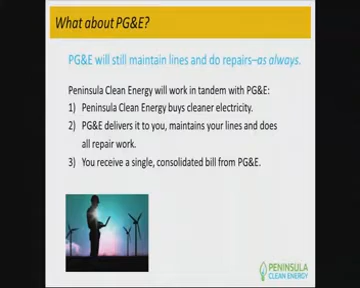 What about PG&E?
PG&E will still maintain lines and do repairs–as always.
Peninsula Clean Energy will work in tandem with PG&E:
1) Peninsula Clean Energy buys cleaner electricity.
2) PG&E delivers it to you, maintains your lines and does
all repair work.
3) You receive a single, consolidated bill from PG&E.
PENINSULA
CLEAN ENERGY